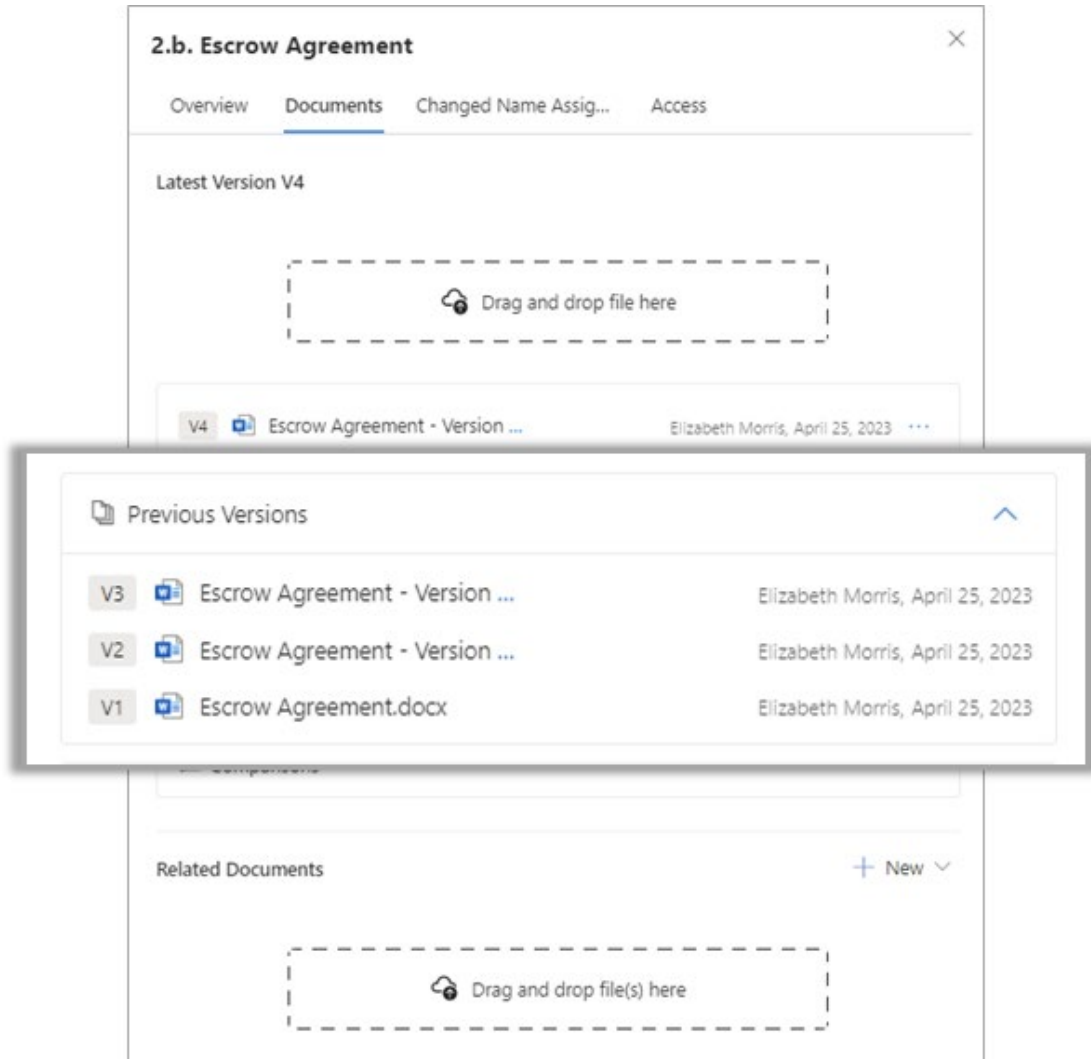 2.b. Escrow Agreement
Overview Documents Changed Name Assig... Access
Latest Version V4
Drag and drop file here
V4 Escrow Agreement - Version ... Elizabeth Morris, April 25, 2023 ...
Previous Versions
V3 Escrow Agreement - Version ... Elizabeth Morris, April 25, 2023
V2 Escrow Agreement - Version ... Elizabeth Morris, April 25, 2023
V1 Escrow Agreement.docx Elizabeth Morris, April 25, 2023
Related Documents + New
Drag and drop file(s) here